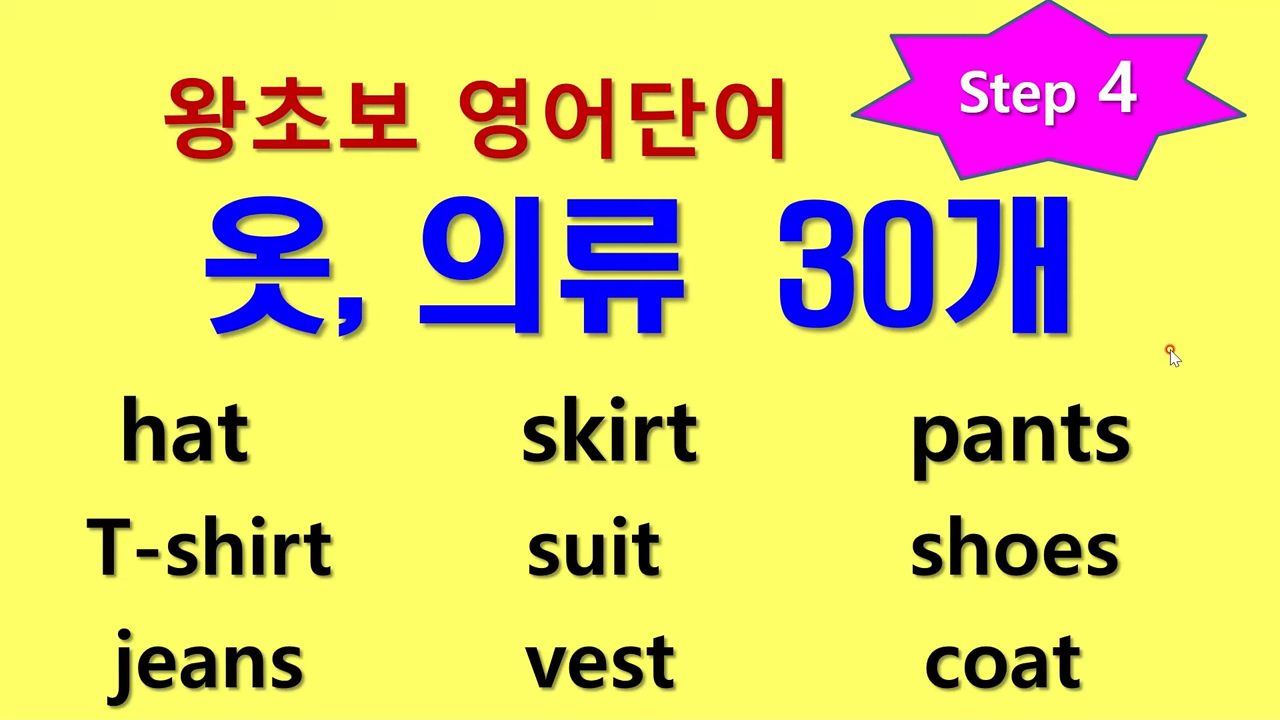 Step 4
왕초보 영어단어
옷, 의류 30개
hat skirt pants
T-shirt suit shoes
jeans vest coat